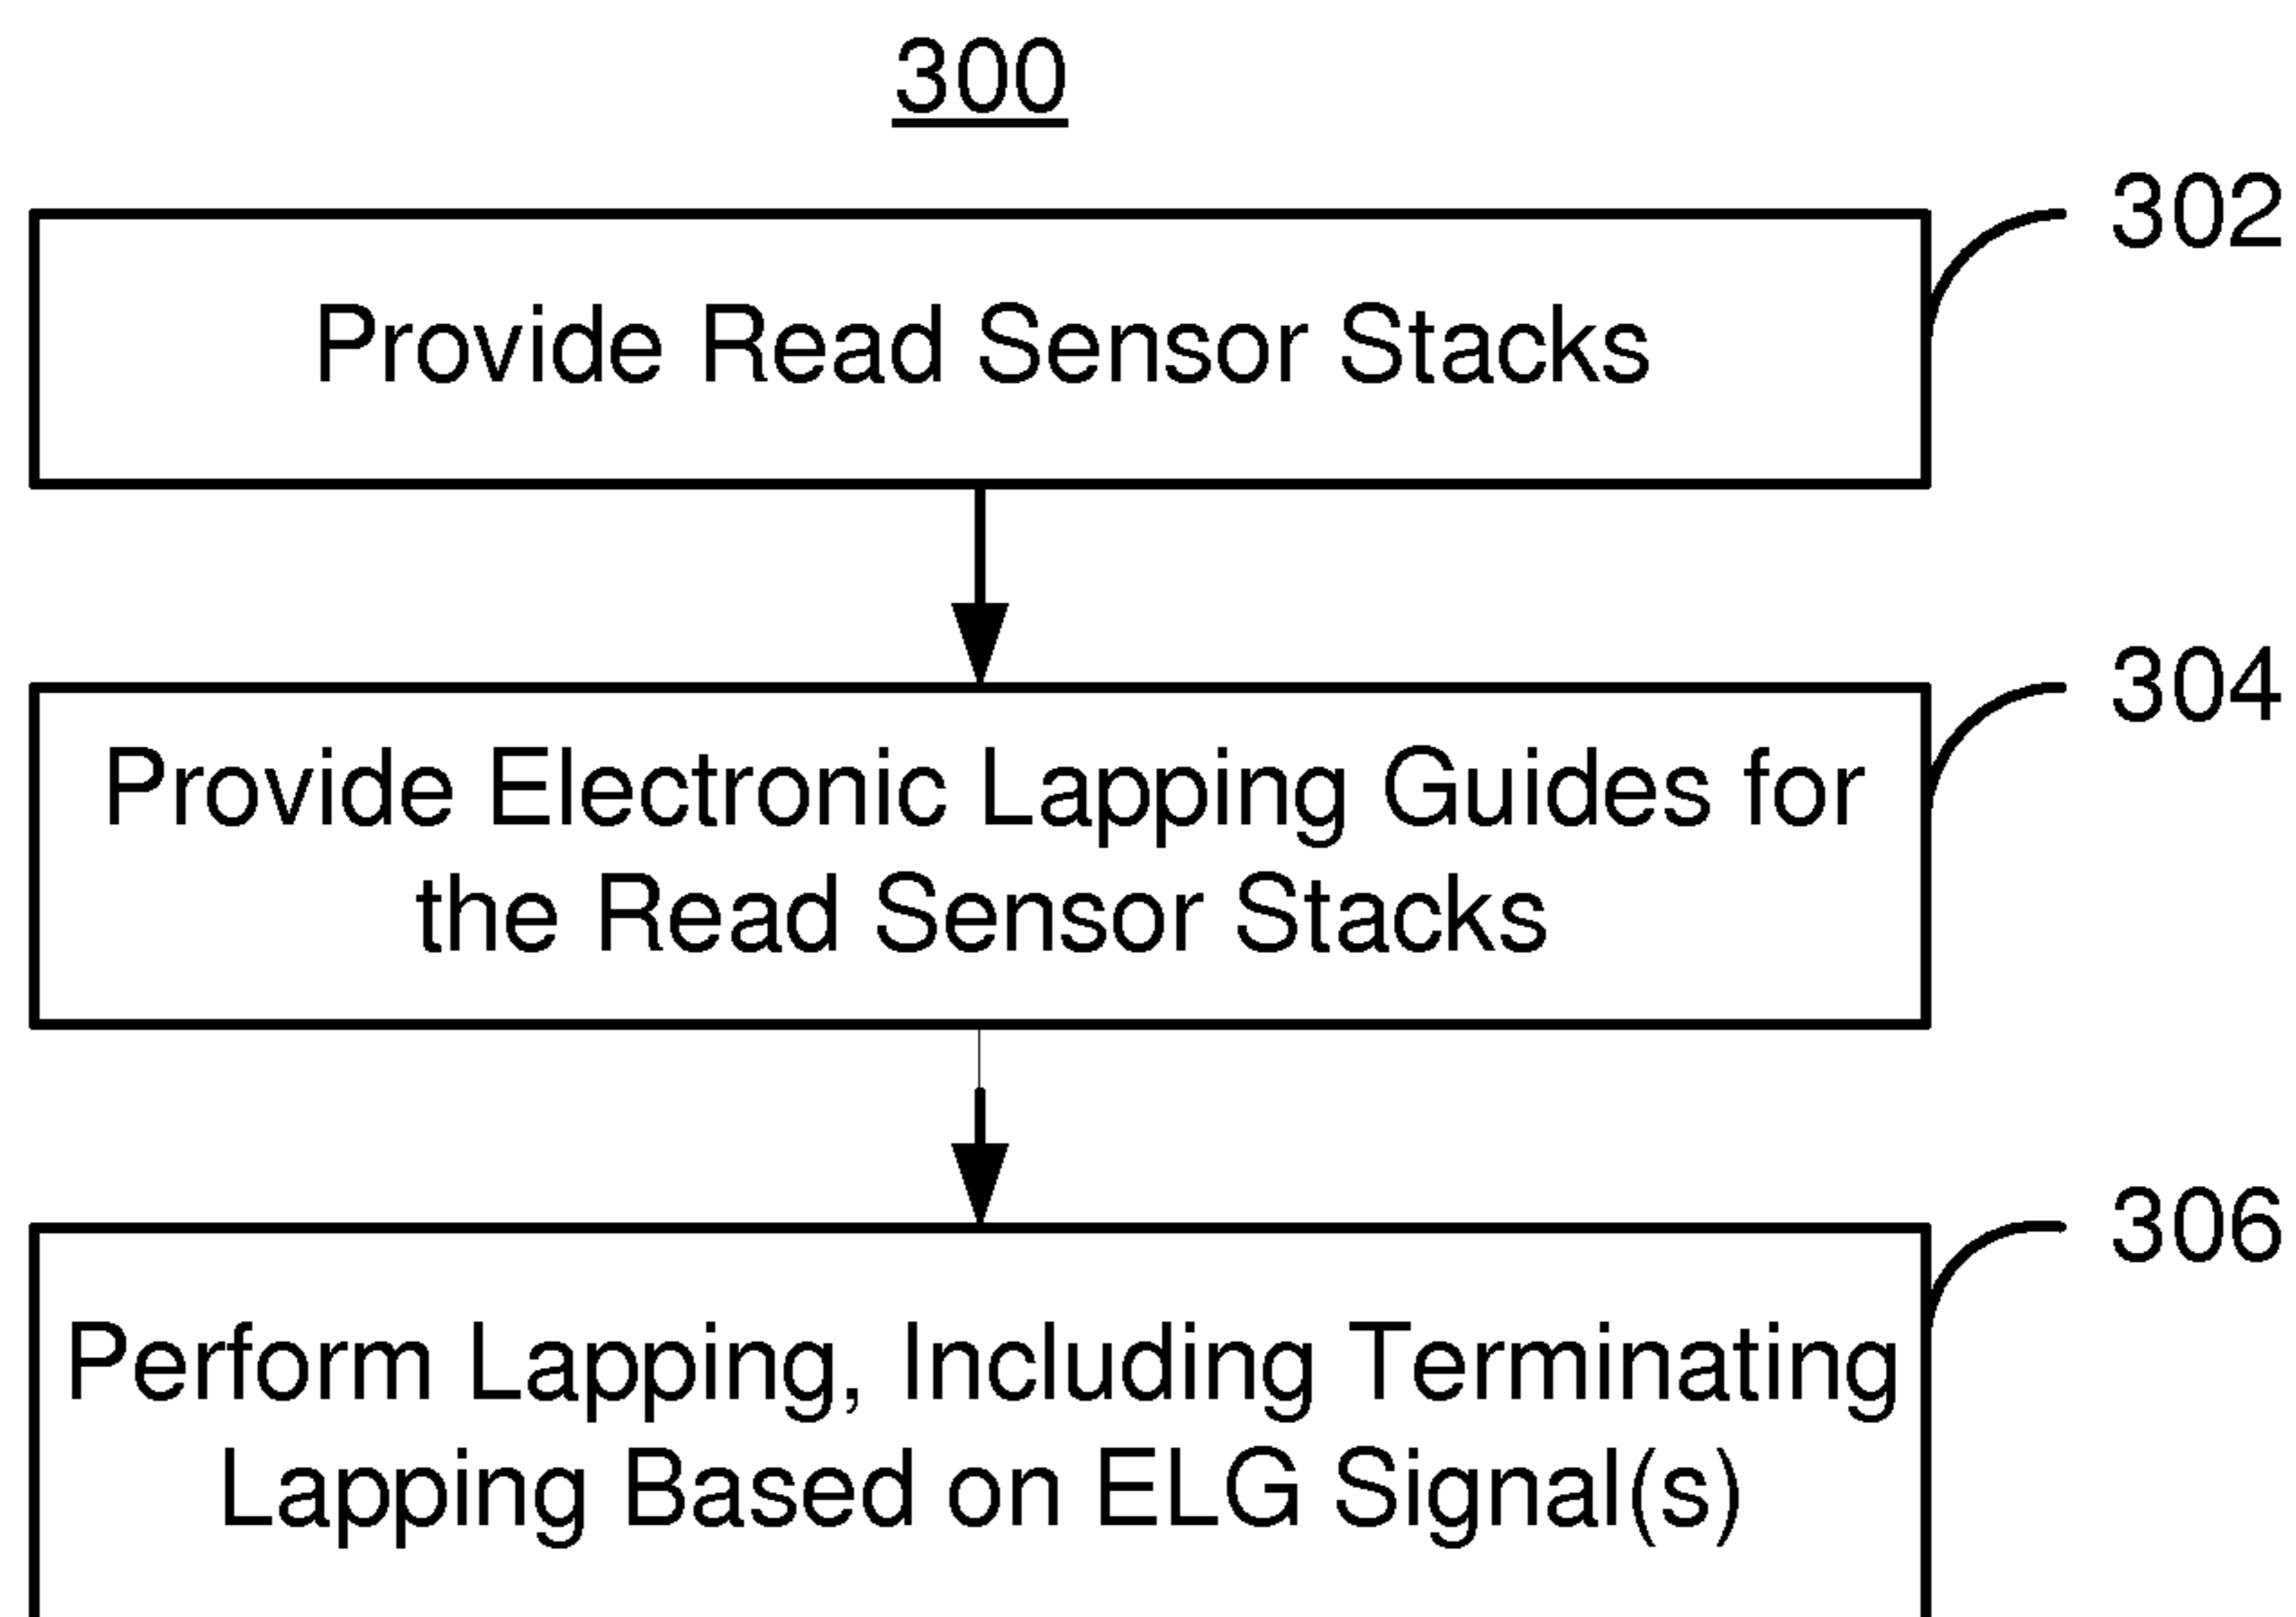 300
302
Provide Read Sensor Stacks
304
Provide Electronic Lapping Guides for
the Read Sensor Stacks
306
Perform Lapping, Including Terminating
Lapping Based on ELG Signal(s)